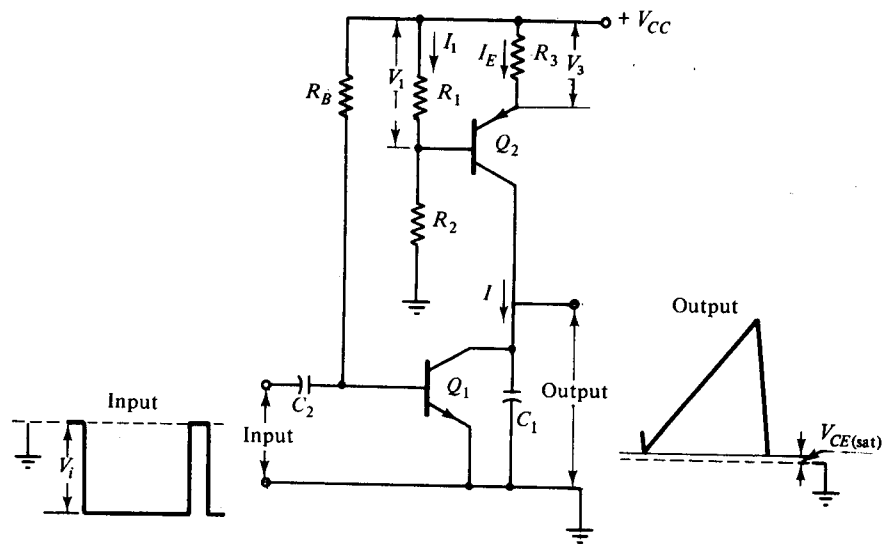 + V_CC
I_1
I_E
R_3
V_3
V_1
R_B
R_1
Q_2
R_2
I
Output
Input
V_i
C_2
Input
Q_1
C_1
Output
V_CE(sat)